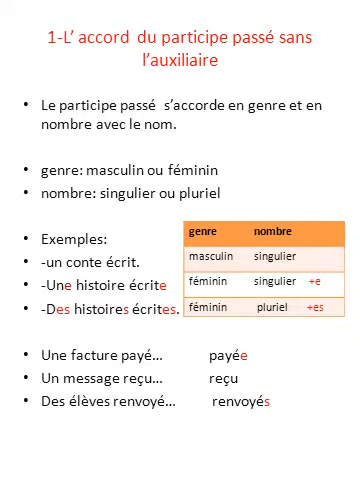 1-L’ accord du participe passé sans
l’auxiliaire
• Le participe passé s’accorde en genre et en
nombre avec le nom.
• genre: masculin ou féminin
• nombre: singulier ou pluriel
• Exemples:
• -un conte écrit.
• -Une histoire écrite
• -Des histoires écrites.
genre nombre
masculin singulier
féminin singulier +e
féminin pluriel +es
• Une facture payé… payée
• Un message reçu… reçu
• Des élèves renvoyé… renvoyés